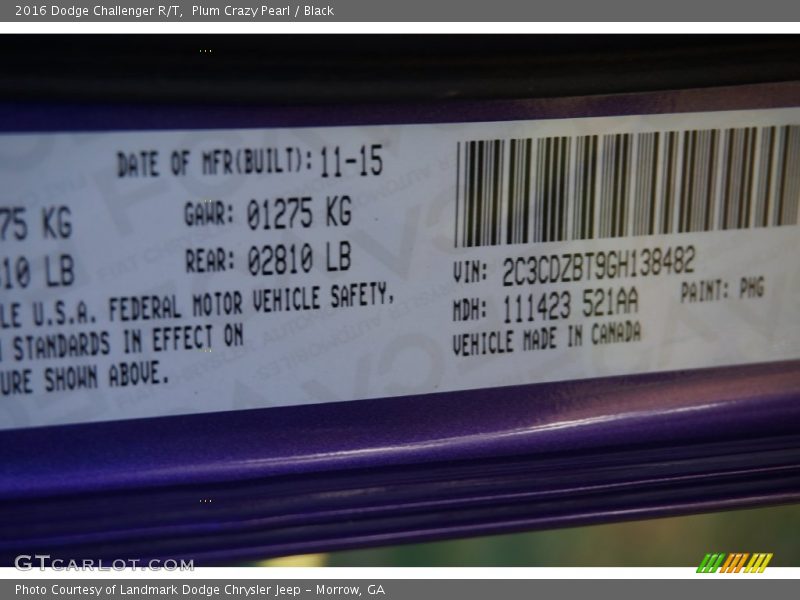 2016 Dodge Challenger R/T, Plum Crazy Pearl / Black
DATE OF MFR(BUILT): 11-15
75 KG GAWR: 01275 KG
10 LB REAR: 02810 LB
LE U.S.A. FEDERAL MOTOR VEHICLE SAFETY,
STANDARDS IN EFFECT ON
URE SHOWN ABOVE.
VIN: 2C3CDZBT9GH138482
MDH: 111423 521AA PAINT: PHG
VEHICLE MADE IN CANADA
GTCARLOT.COM
Photo Courtesy of Landmark Dodge Chrysler Jeep – Morrow, GA